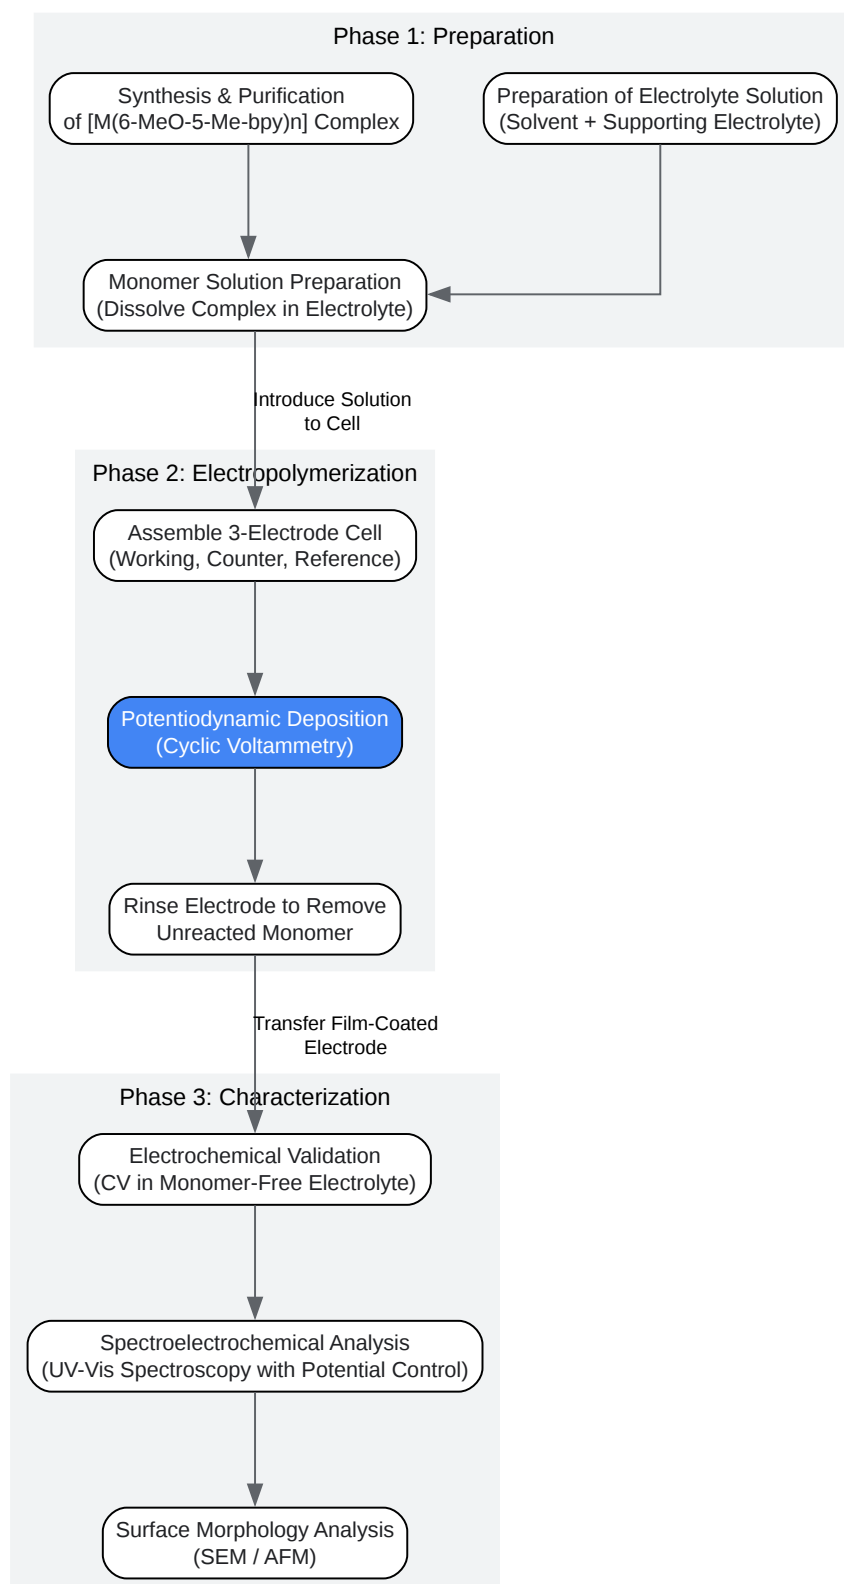 Phase 1: Preparation
Synthesis & Purification
of [M(6-MeO-5-Me-bpy)n] Complex
Preparation of Electrolyte Solution
(Solvent + Supporting Electrolyte)
Monomer Solution Preparation
(Dissolve Complex in Electrolyte)
Introduce Solution
to Cell
Phase 2: Electropolymerization
Assemble 3-Electrode Cell
(Working, Counter, Reference)
Potentiodynamic Deposition
(Cyclic Voltammetry)
Rinse Electrode to Remove
Unreacted Monomer
Transfer Film-Coated
Electrode
Phase 3: Characterization
Electrochemical Validation
(CV in Monomer-Free Electrolyte)
Spectroelectrochemical Analysis
(UV-Vis Spectroscopy with Potential Control)
Surface Morphology Analysis
(SEM / AFM)